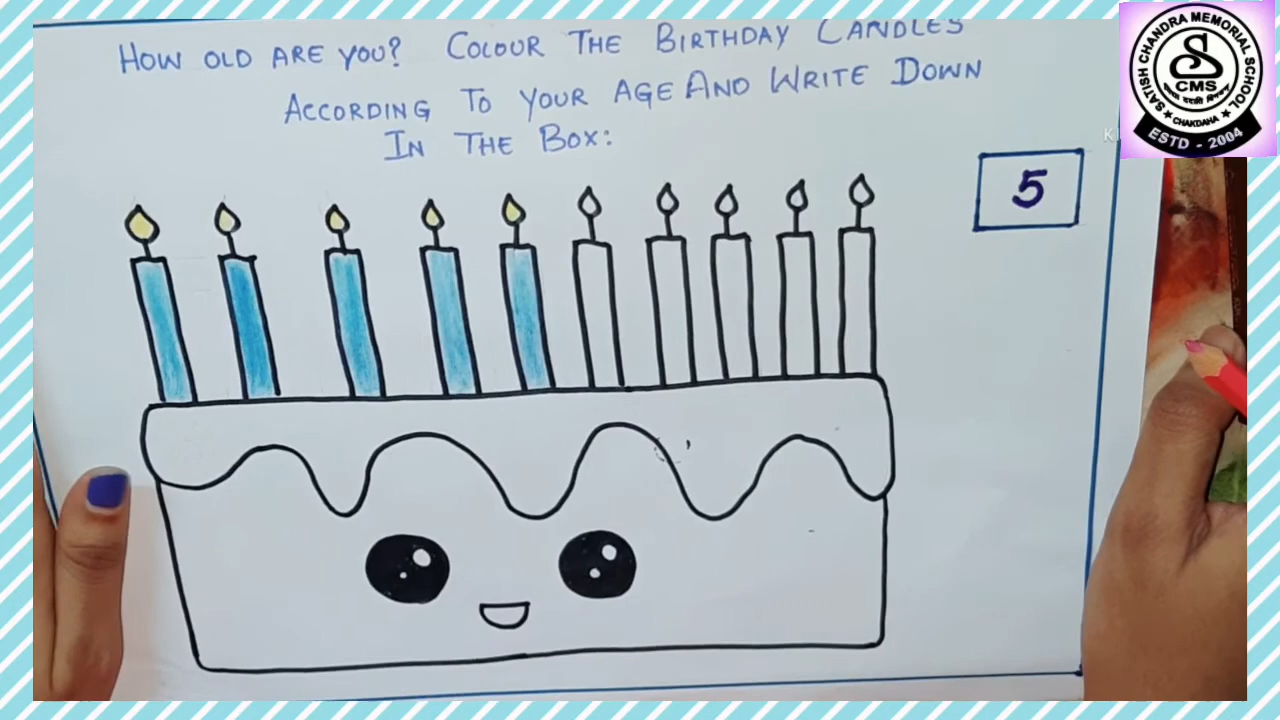 HOW OLD ARE YOU? COLOUR THE BIRTHDAY CANDLES
ACCORDING TO YOUR AGE AND WRITE DOWN
IN THE BOX:
5
SATISH CHANDRA MEMORIAL SCHOOL
S
CMS
★ CHAKDAHA ★
ESTD - 2004